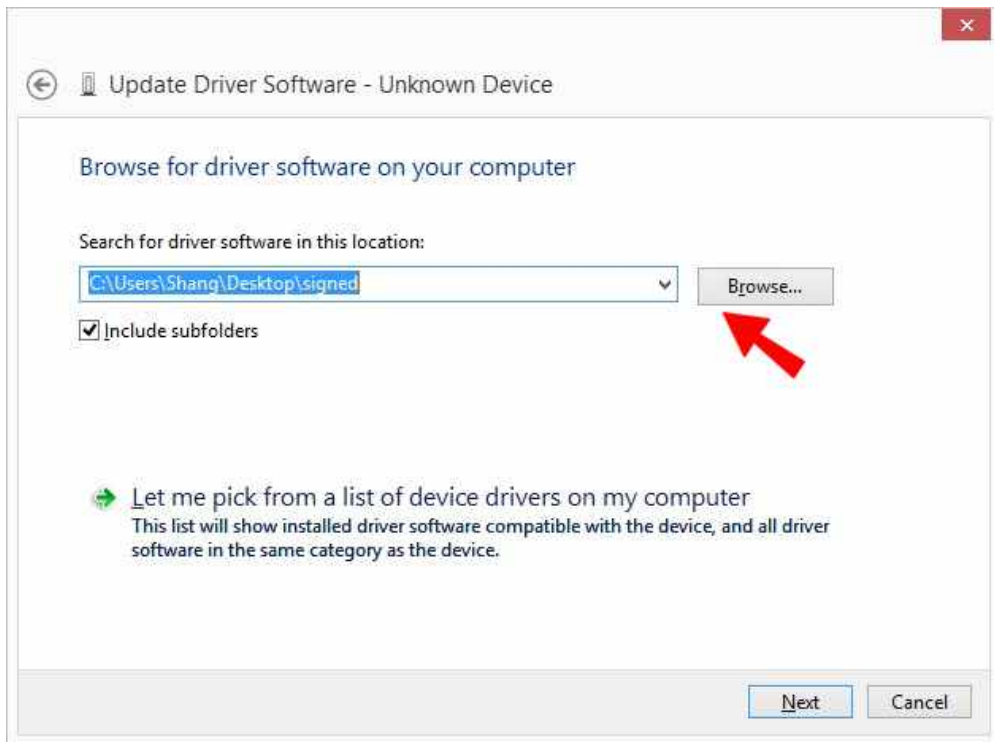 Update Driver Software - Unknown Device
Browse for driver software on your computer
Search for driver software in this location:
C:\Users\Shang\Desktop\signed
Browse...
Include subfolders
Let me pick from a list of device drivers on my computer
This list will show installed driver software compatible with the device, and all driver
software in the same category as the device.
Next
Cancel